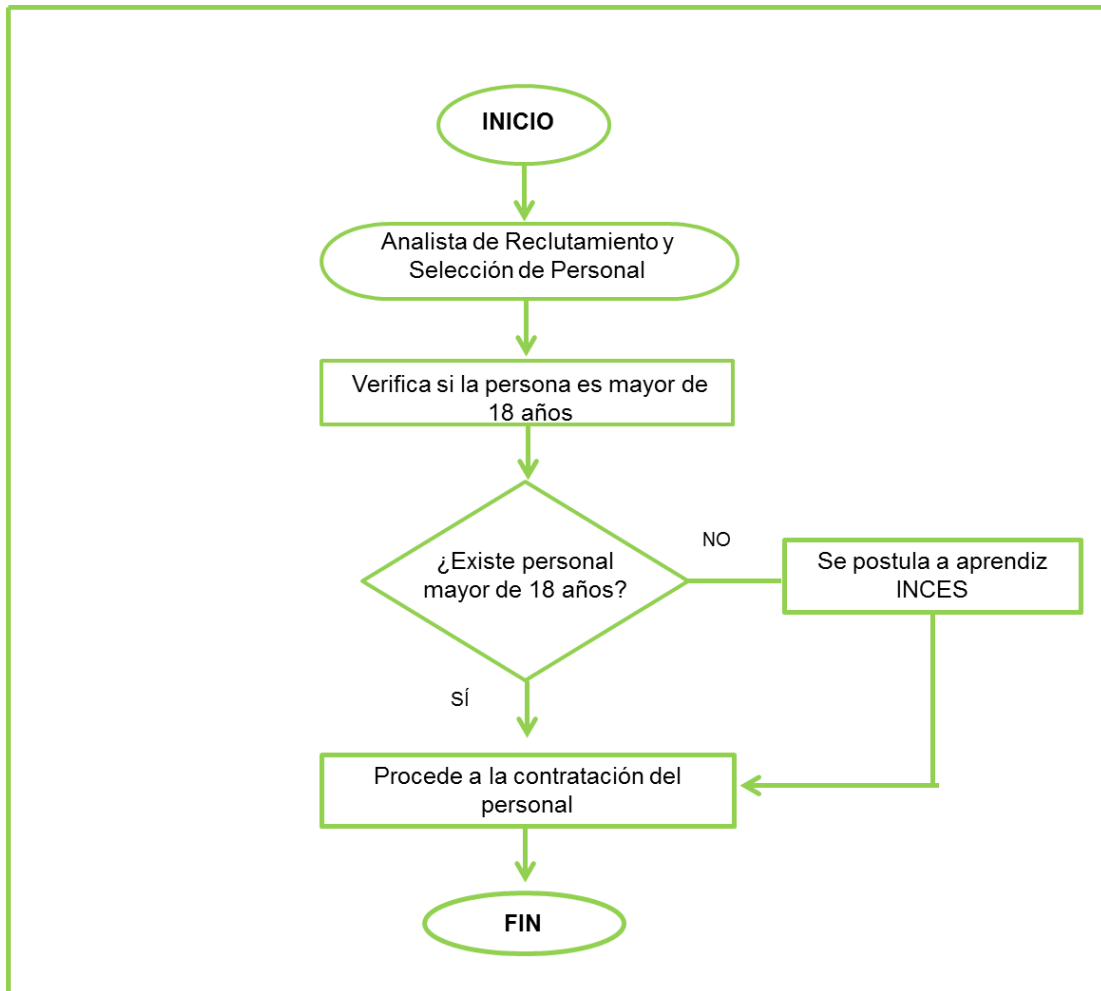 INICIO
Analista de Reclutamiento y
Selección de Personal
Verifica si la persona es mayor de
18 años
¿Existe personal
mayor de 18 años?
NO
Se postula a aprendiz
INCES
SÍ
Procede a la contratación del
personal
FIN